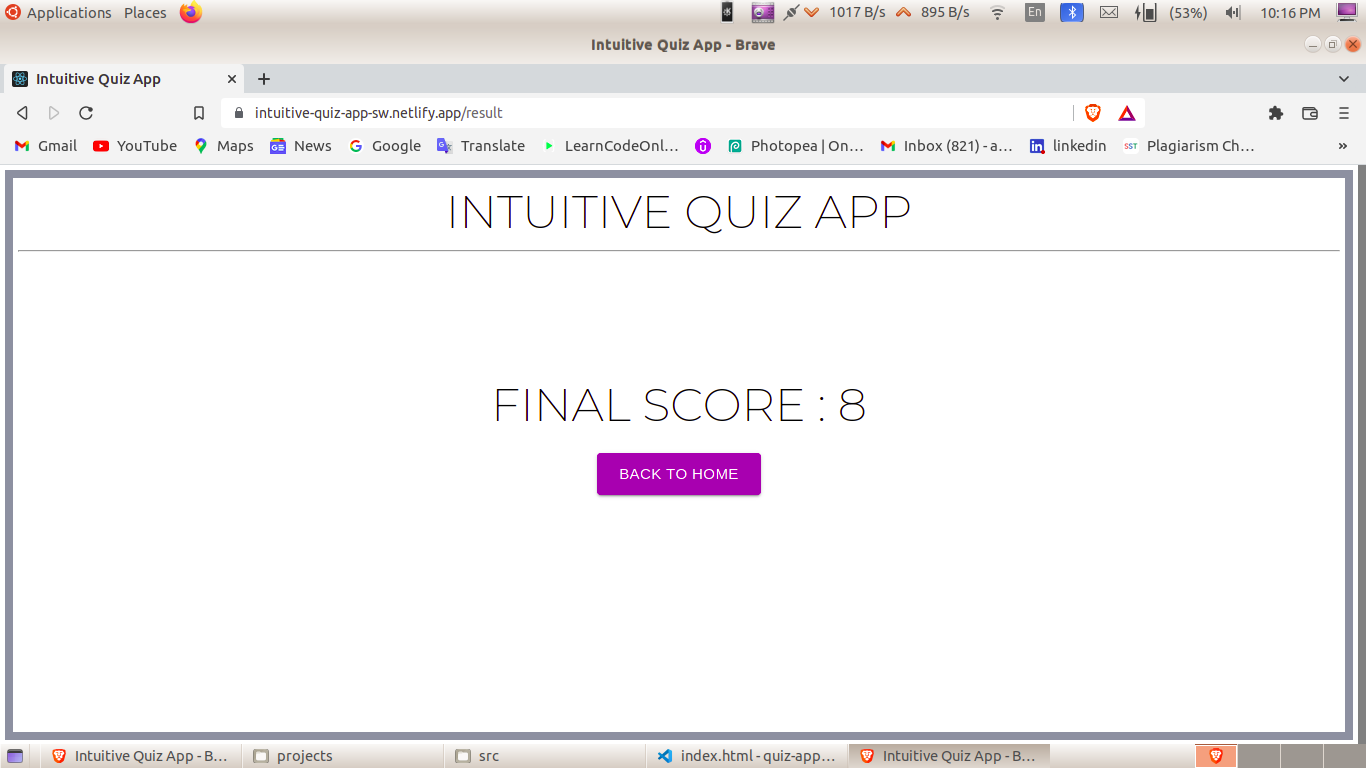 Applications Places 1017 B/s 895 B/s En (53%) 10:16 PM
Intuitive Quiz App - Brave
Intuitive Quiz App
intuitive-quiz-app-sw.netlify.app/result
Gmail YouTube Maps News Google Translate LearnCodeOnl... Photopea | On... Inbox (821) - a... linkedin SST Plagiarism Ch... »
INTUITIVE QUIZ APP
FINAL SCORE : 8
BACK TO HOME
Intuitive Quiz App - B... projects src index.html - quiz-app... Intuitive Quiz App - B...